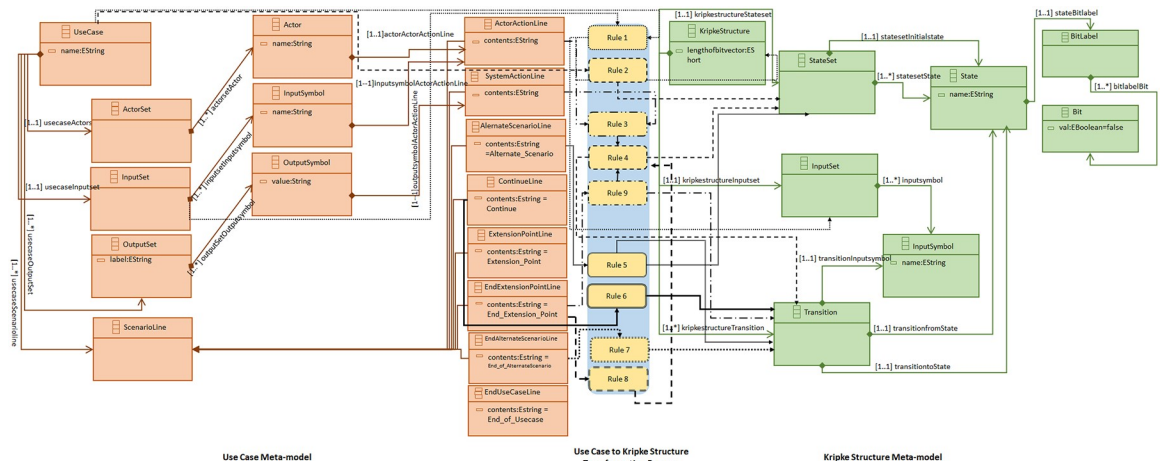 UseCase
name:EString
ActorSet
InputSet
OutputSet
label:EString
ScenarioLine
[1..1] usecaseActors
[1..1] usecaseInputset
[1..*] usecaseOutputSet
[1...*] usecaseScenarioline
Actor
name:String
InputSymbol
name:String
OutputSymbol
value:String
[1..*] actorsetActor
[1..*] inputsetInputsymbol
[1..*] outputSetOutputsymbol
[1..1]actorActorActionLine
[1--1]inputsymbolActorActionLine
[1--1]outputsymbolActorActionLine
ActorActionLine
contents:EString
SystemActionLine
contents:EString
AlernateScenarioLine
contents:Estring
=Alternate_Scenario
ContinueLine
contents:Estring =
Continue
ExtensionPointLine
contents:Estring =
Extension_Point
EndExtensionPointLine
contents:Estring =
End_Extension_Point
EndAlternateScenarioLine
contents:Estring =
End_of_AlternateScenario
EndUseCaseLine
contents:Estring =
End_of_Usecase
Rule 1
Rule 2
Rule 3
Rule 4
Rule 9
Rule 5
Rule 6
Rule 7
Rule 8
[1..1] kripkestructureStateset
KripkeStructure
lengthofbitvector:ES
hort
StateSet
[1..1] statesetInitialstate
[1..*] statesetState
State
name:EString
[1..1] stateBitlabel
BitLabel
[1..*] bitlabelBit
Bit
val:EBoolean=false
InputSet
[1..1] kripkestructureInputset
[1..*] inputsymbol
InputSymbol
name:EString
[1..1] transitionInputsymbol
Transition
[1..*] kripkestructureTransition
[1..1] transitionfromState
[1..1] transitiontoState
Use Case Meta-model
Use Case to Kripke Structure
Kripke Structure Meta-model